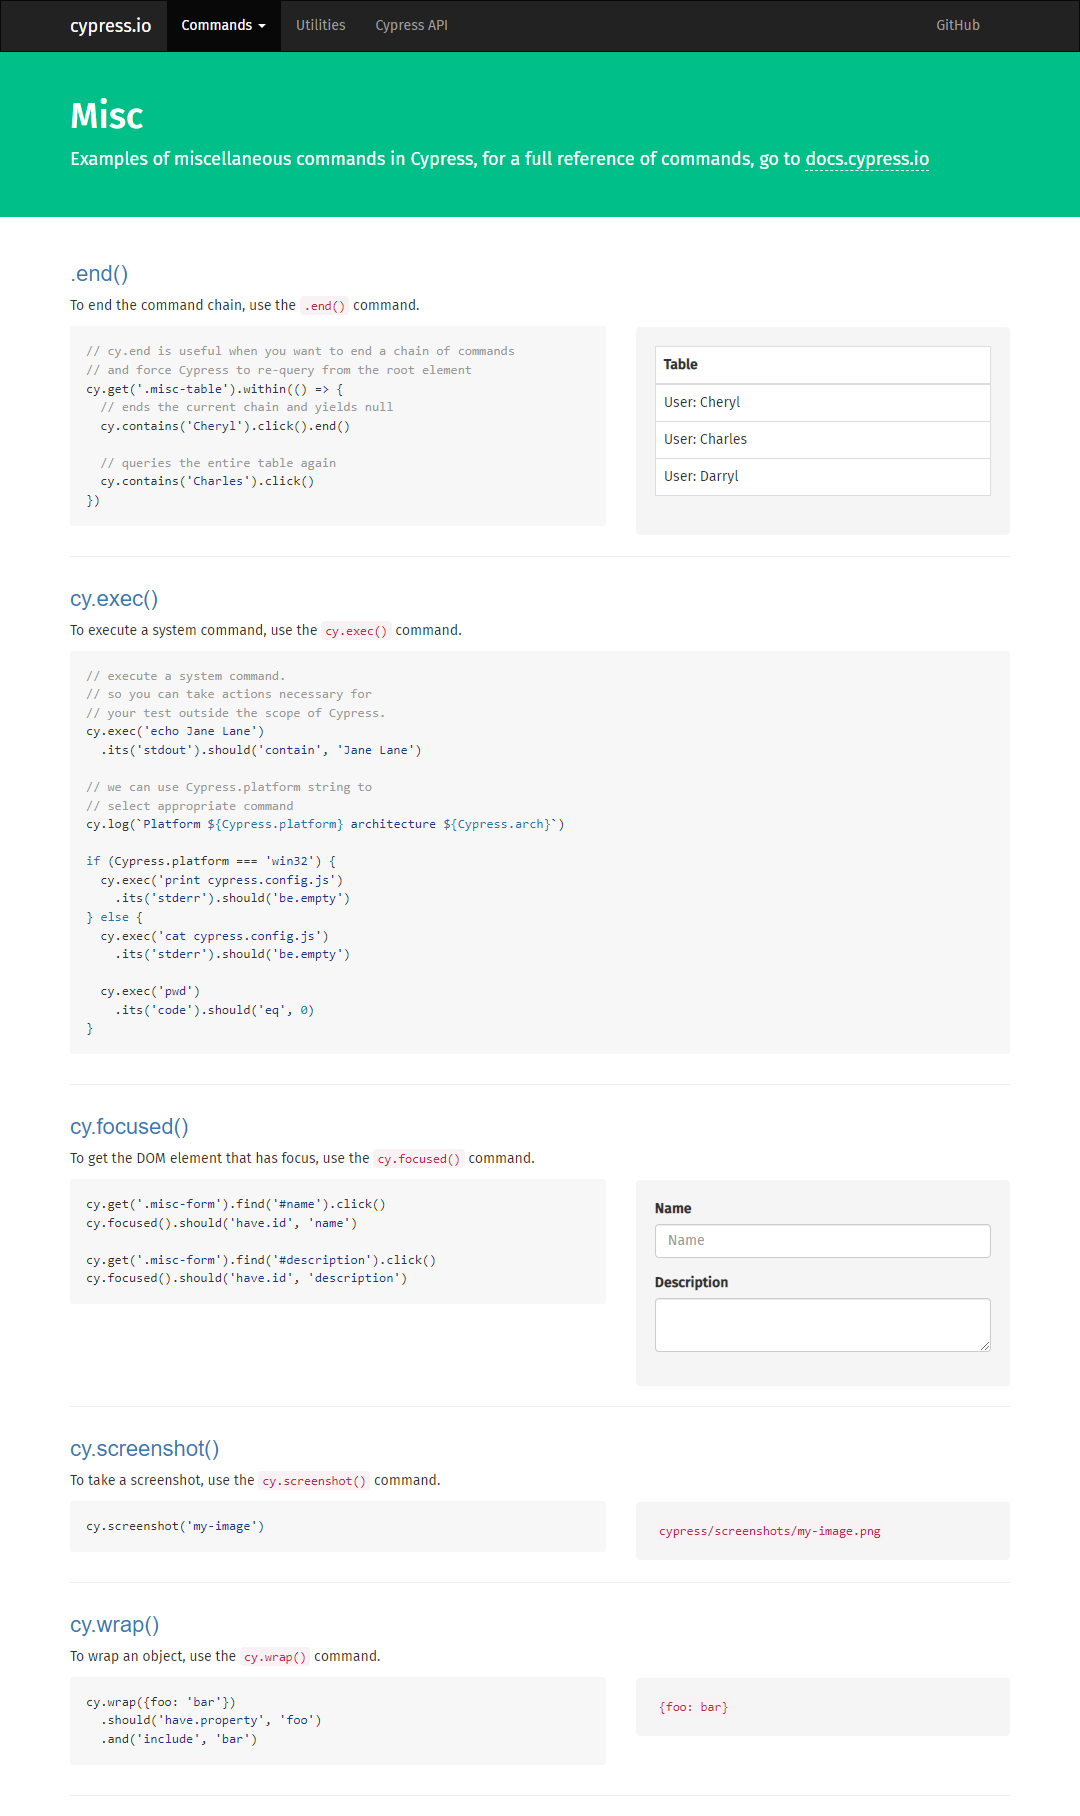 cypress.io Commands Utilities Cypress API GitHub
Misc
Examples of miscellaneous commands in Cypress, for a full reference of commands, go to docs.cypress.io
.end()
To end the command chain, use the .end() command.
// cy.end is useful when you want to end a chain of commands
// and force Cypress to re-query from the root element
cy.get('.misc-table').within(() => {
  // ends the current chain and yields null
  cy.contains('Cheryl').click().end()
  // queries the entire table again
  cy.contains('Charles').click()
})
Table
User: Cheryl
User: Charles
User: Darryl
cy.exec()
To execute a system command, use the cy.exec() command.
// execute a system command.
// so you can take actions necessary for
// your test outside the scope of Cypress.
cy.exec('echo Jane Lane')
  .its('stdout').should('contain', 'Jane Lane')
// we can use Cypress.platform string to
// select appropriate command
cy.log(`Platform ${Cypress.platform} architecture ${Cypress.arch}`)
if (Cypress.platform === 'win32') {
  cy.exec('print cypress.config.js')
    .its('stderr').should('be.empty')
} else {
  cy.exec('cat cypress.config.js')
    .its('stderr').should('be.empty')
  cy.exec('pwd')
    .its('code').should('eq', 0)
}
cy.focused()
To get the DOM element that has focus, use the cy.focused() command.
cy.get('.misc-form').find('#name').click()
cy.focused().should('have.id', 'name')
cy.get('.misc-form').find('#description').click()
cy.focused().should('have.id', 'description')
Name
Name
Description
cy.screenshot()
To take a screenshot, use the cy.screenshot() command.
cy.screenshot('my-image')
cypress/screenshots/my-image.png
cy.wrap()
To wrap an object, use the cy.wrap() command.
cy.wrap({foo: 'bar'})
  .should('have.property', 'foo')
  .and('include', 'bar')
{foo: bar}